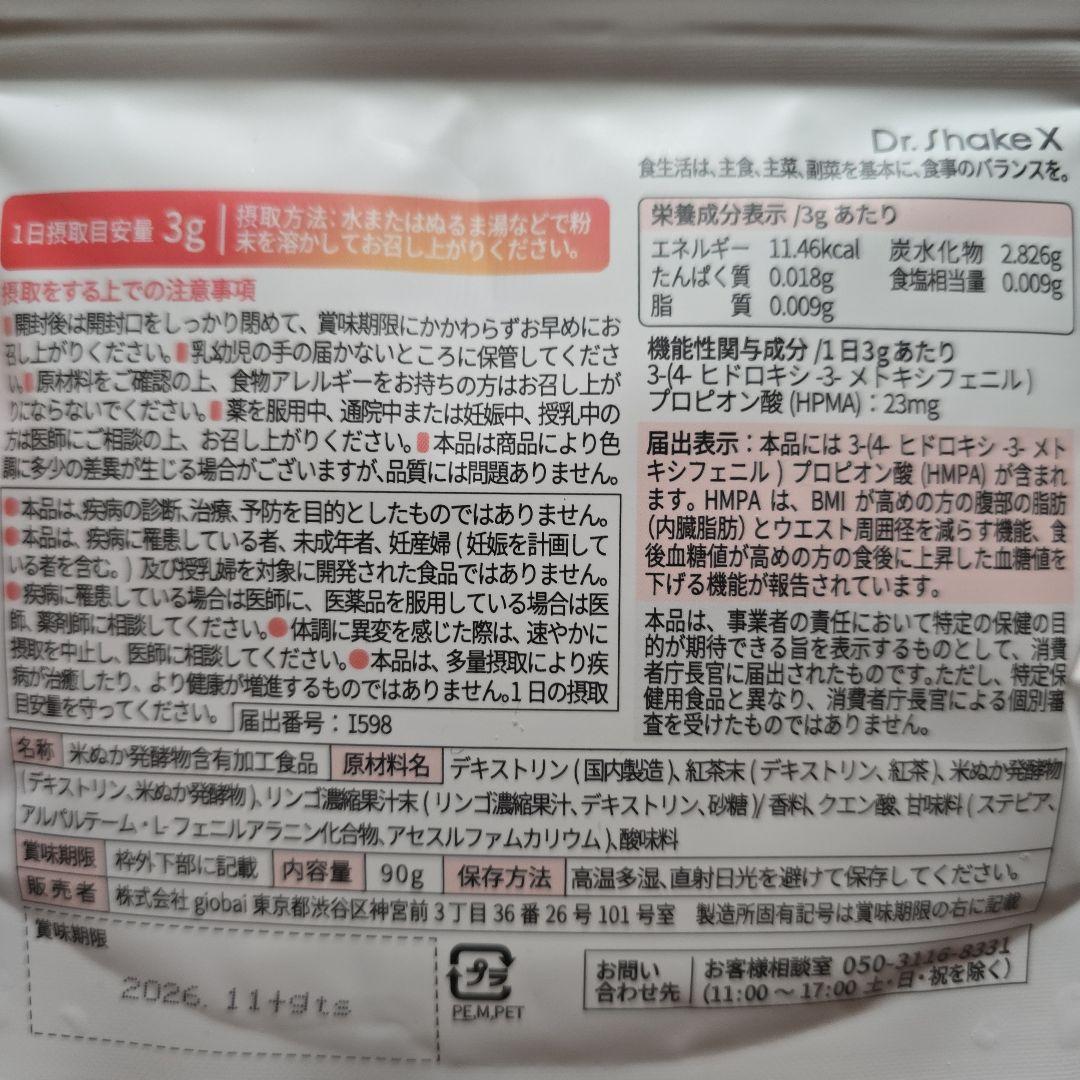 Dr. Shake X
食生活は、主食、主菜、副菜を基本に、食事のバランスを。
1日摂取目安量 3g
摂取方法：水またはぬるま湯などで粉
末を溶かしてお召し上がりください。
摂取をする上での注意事項
開封後は開封口をしっかり閉めて、賞味期限にかかわらずお早めにお
召し上がりください。 乳幼児の手の届かないところに保管してくださ
い。 原材料をご確認の上、食物アレルギーをお持ちの方はお召し上が
りにならないでください。 薬を服用中、通院中または妊娠中、授乳中の
方は医師にご相談の上、お召し上がりください。 本品は商品により色
調に多少の差異が生じる場合がございますが、品質には問題ありません。
●本品は、疾病の診断、治療、予防を目的としたものではありません。
●本品は、疾病に罹患している者、未成年者、妊産婦 ( 妊娠を計画して
いる者を含む。) 及び授乳婦を対象に開発された食品ではありません。
●疾病に罹患している場合は医師に、医薬品を服用している場合は医
師、薬剤師に相談してください。●体調に異変を感じた際は、速やかに
摂取を中止し、医師に相談してください。●本品は、多量摂取により疾
病が治癒したり、より健康が増進するものではありません。1 日の摂取
目安量を守ってください。
届出番号：I598
栄養成分表示 /3g あたり
エネルギー 11.46kcal 炭水化物 2.826g
たんぱく質 0.018g 食塩相当量 0.009g
脂 質 0.009g
機能性関与成分 /1 日3g あたり
3-(4- ヒドロキシ -3- メトキシフェニル )
プロピオン酸 (HPMA)：23mg
届出表示：本品には 3-(4- ヒドロキシ -3- メト
キシフェニル ) プロピオン酸 (HMPA) が含まれ
ます。HMPA は、BMI が高めの方の腹部の脂肪
(内臓脂肪) とウエスト周囲径を減らす機能、食
後血糖値が高めの方の食後に上昇した血糖値を
下げる機能が報告されています。
本品は、事業者の責任において特定の保健の目
的が期待できる旨を表示するものとして、消費
者庁長官に届出されたものです。ただし、特定保
健用食品と異なり、消費者庁長官による個別審
査を受けたものではありません。
名称 米ぬか発酵物含有加工食品 原材料名 デキストリン ( 国内製造 )、紅茶末 ( デキストリン、紅茶 )、米ぬか発酵物
( デキストリン、米ぬか発酵物 )、リンゴ濃縮果汁末 ( リンゴ濃縮果汁、デキストリン、砂糖 )/ 香料、クエン酸、甘味料 ( ステビア、
アルパルテーム・L-フェニルアラニン化合物、アセスルファムカリウム )、酸味料
賞味期限 枠外下部に記載 内容量 90g 保存方法 高温多湿、直射日光を避けて保存してください。
販売者 株式会社 giobai 東京都渋谷区神宮前 3 丁目 36 番 26 号 101 号室 製造所固有記号は賞味期限の右に記載
賞味期限
2026. 11+gts
プラ
PE,M,PET
お問い
合わせ先
お客様相談室 050-3116-8331
(11:00 ～ 17:00 土・日・祝を除く)